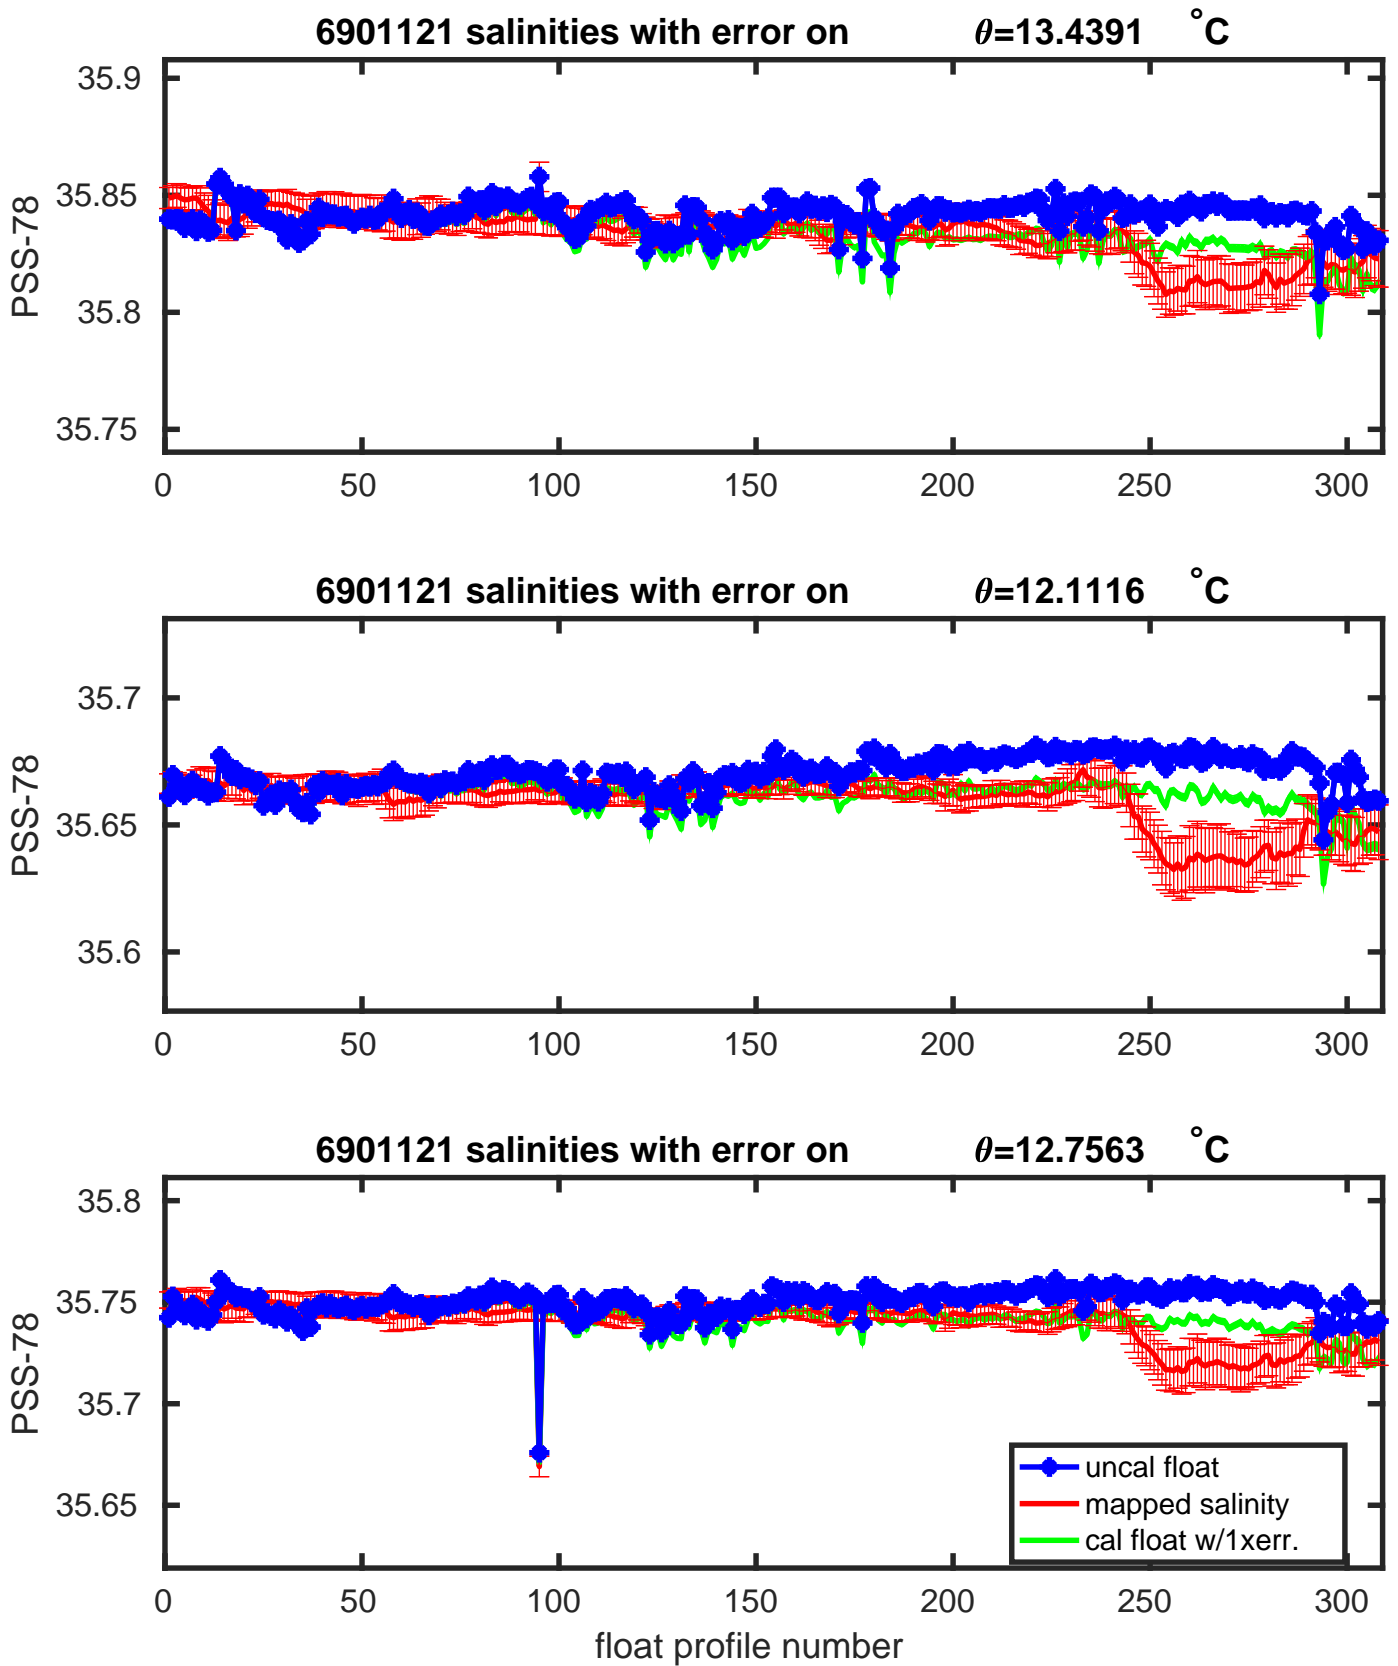 6901121 salinities with error on θ=13.4391 °C
35.9
35.85
35.8
35.75
PSS-78
0 50 100 150 200 250 300
6901121 salinities with error on θ=12.1116 °C
35.7
35.65
35.6
PSS-78
0 50 100 150 200 250 300
6901121 salinities with error on θ=12.7563 °C
35.8
35.75
35.7
35.65
PSS-78
uncal float
mapped salinity
cal float w/1xerr.
0 50 100 150 200 250 300
float profile number